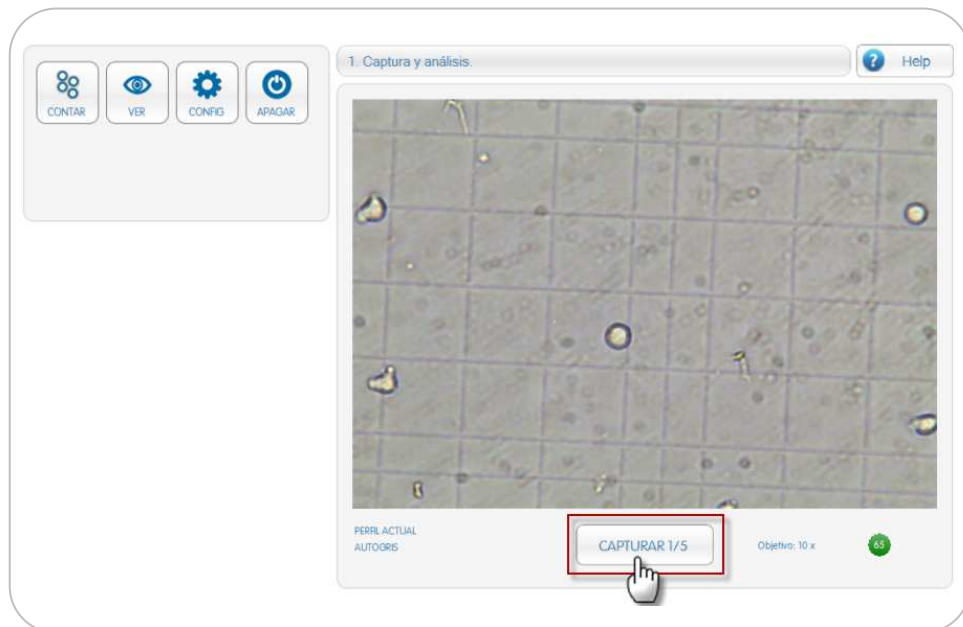 CONTAR VER CONFIG APAGAR
1. Captura y análisis.
Help
PERFIL ACTUAL
AUTOGRIS
CAPTURAR 1/5
Objetivo: 10 x
65